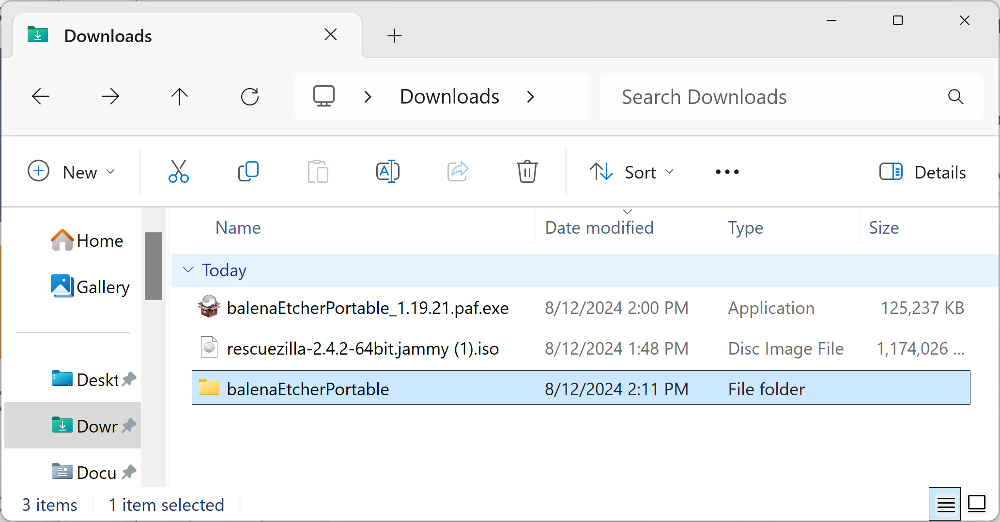 Downloads
Downloads
Search Downloads
New
Sort
Details
Name Date modified Type Size
Home
Gallery
Today
balenaEtcherPortable_1.19.21.paf.exe 8/12/2024 2:00 PM Application 125,237 KB
rescuezilla-2.4.2-64bit.jammy (1).iso 8/12/2024 1:48 PM Disc Image File 1,174,026 ...
Deskt
balenaEtcherPortable 8/12/2024 2:11 PM File folder
Down
Docu
3 items 1 item selected